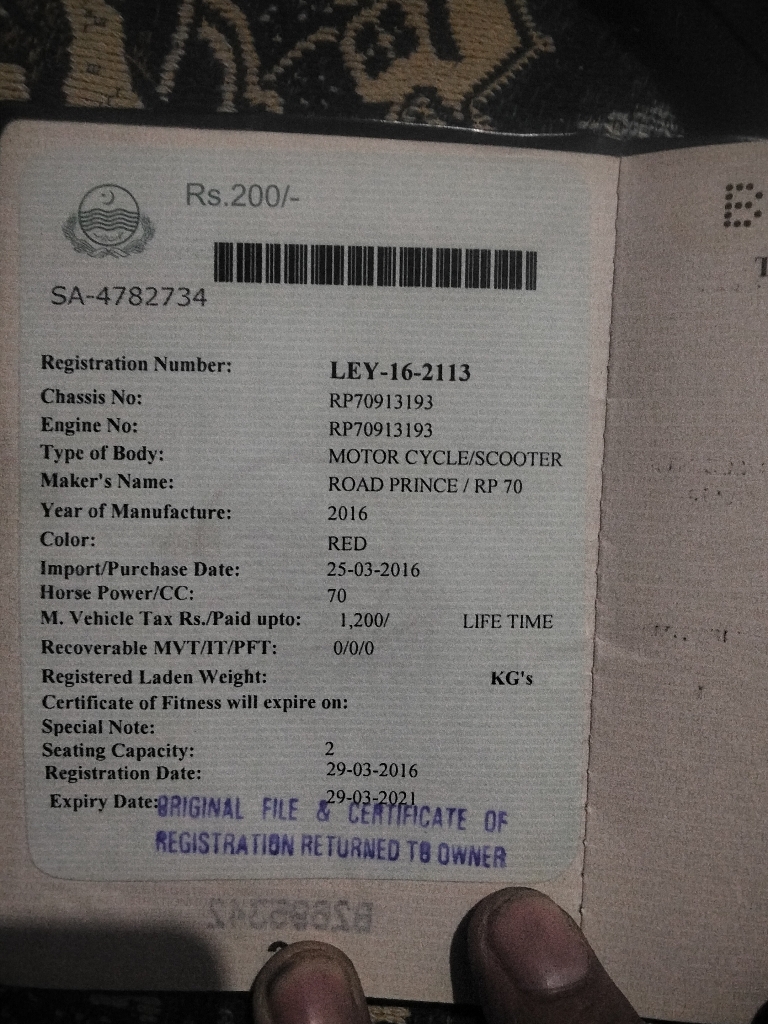 Rs.200/-
SA-4782734
Registration Number: LEY-16-2113
Chassis No: RP70913193
Engine No: RP70913193
Type of Body: MOTOR CYCLE/SCOOTER
Maker's Name: ROAD PRINCE / RP 70
Year of Manufacture: 2016
Color: RED
Import/Purchase Date: 25-03-2016
Horse Power/CC: 70
M. Vehicle Tax Rs./Paid upto: 1,200/ LIFE TIME
Recoverable MVT/IT/PFT: 0/0/0
Registered Laden Weight: KG's
Certificate of Fitness will expire on:
Special Note:
Seating Capacity: 2
Registration Date: 29-03-2016
Expiry Date: 29-03-2021
ORIGINAL FILE & CERTIFICATE OF
REGISTRATION RETURNED TO OWNER
B
T